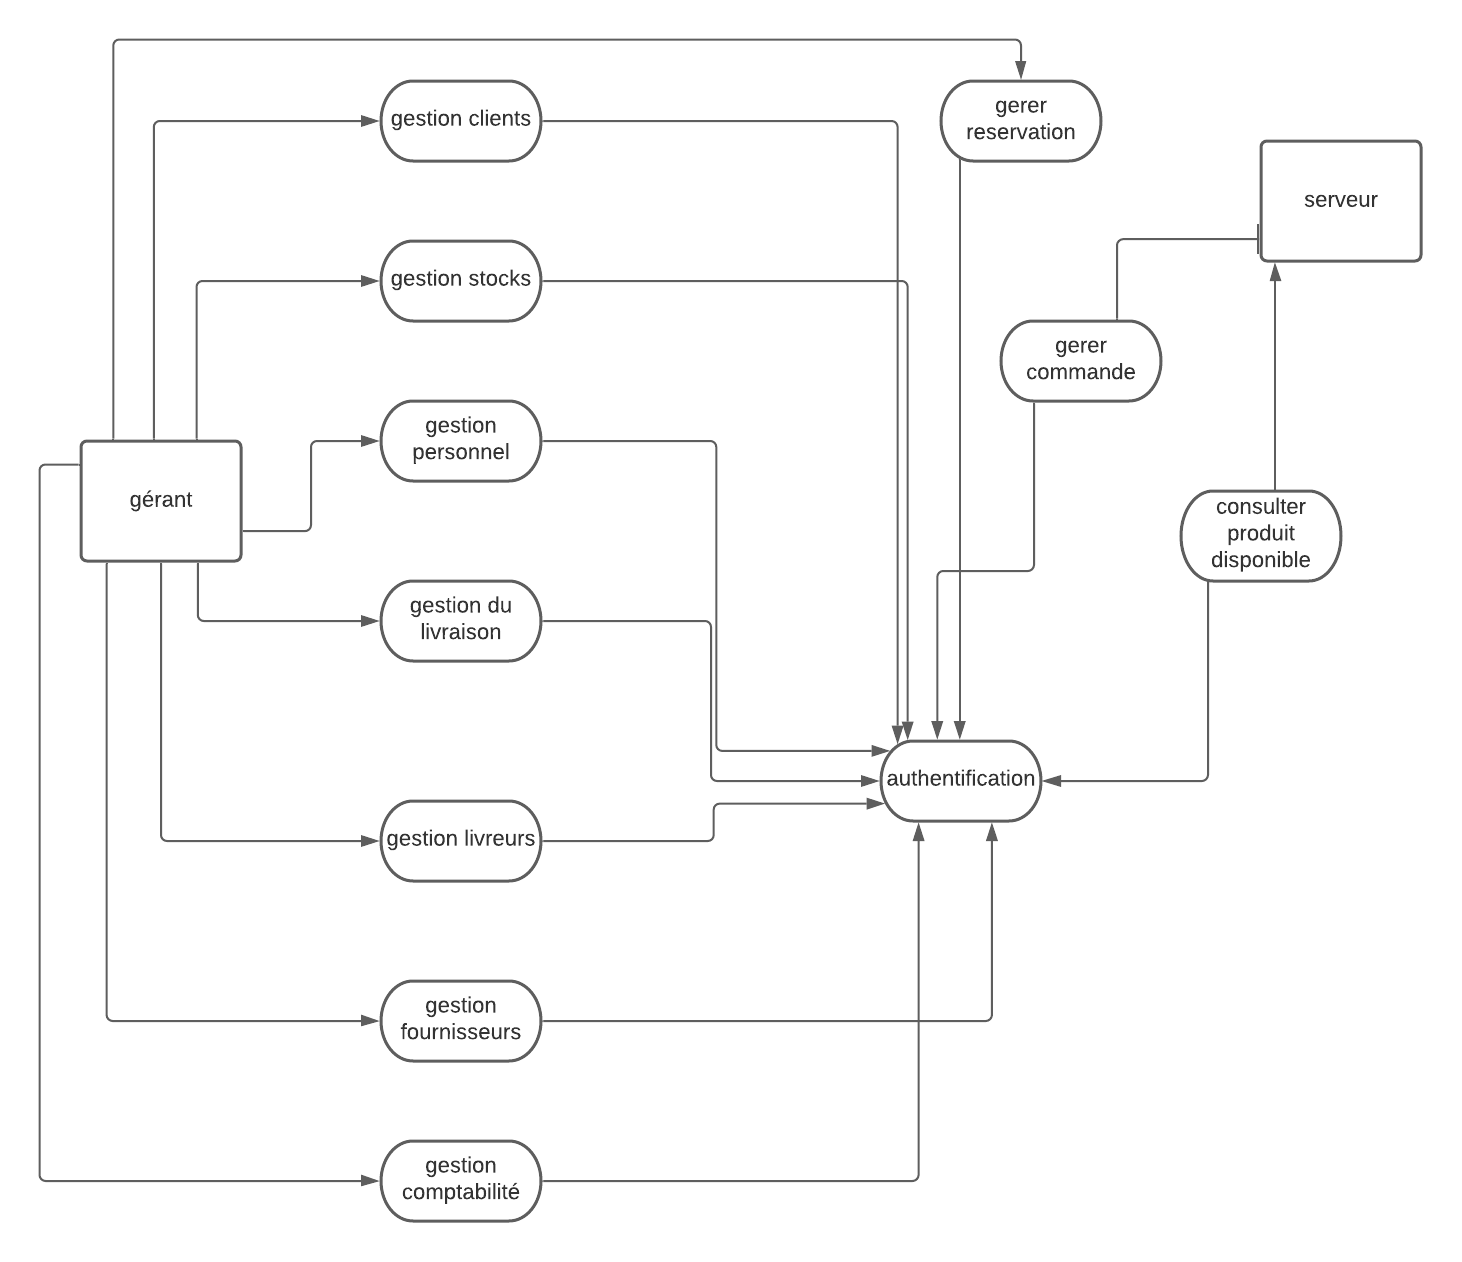 gestion clients
gerer
reservation
serveur
gestion stocks
gerer
commande
gestion
personnel
gérant
consulter
produit
disponible
gestion du
livraison
authentification
gestion livreurs
gestion
fournisseurs
gestion
comptabilité